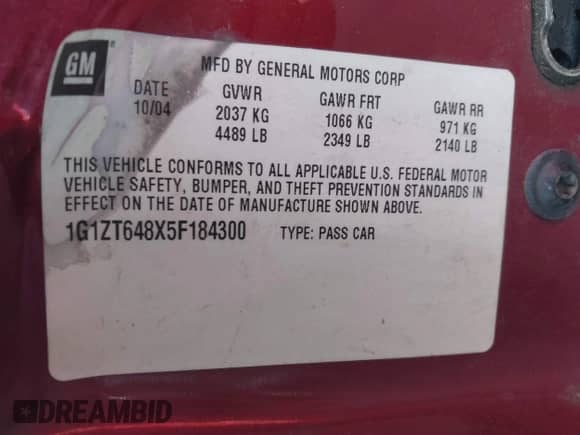 GM
MFD BY GENERAL MOTORS CORP
DATE GVWR GAWR FRT GAWR RR
10/04 2037 KG 1066 KG 971 KG
4489 LB 2349 LB 2140 LB
THIS VEHICLE CONFORMS TO ALL APPLICABLE U.S. FEDERAL MOTOR
VEHICLE SAFETY, BUMPER, AND THEFT PREVENTION STANDARDS IN
EFFECT ON THE DATE OF MANUFACTURE SHOWN ABOVE.
1G1ZT648X5F184300 TYPE: PASS CAR
DREAMBID